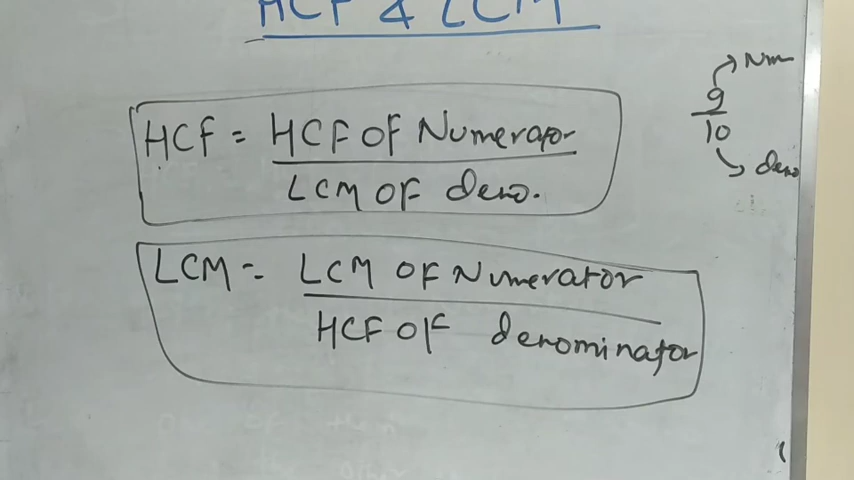 HCF & LCM
HCF = HCF OF Numerator
LCM OF deno.
LCM = LCM OF Numerator
HCF OF denominator
Num
9
10
deno